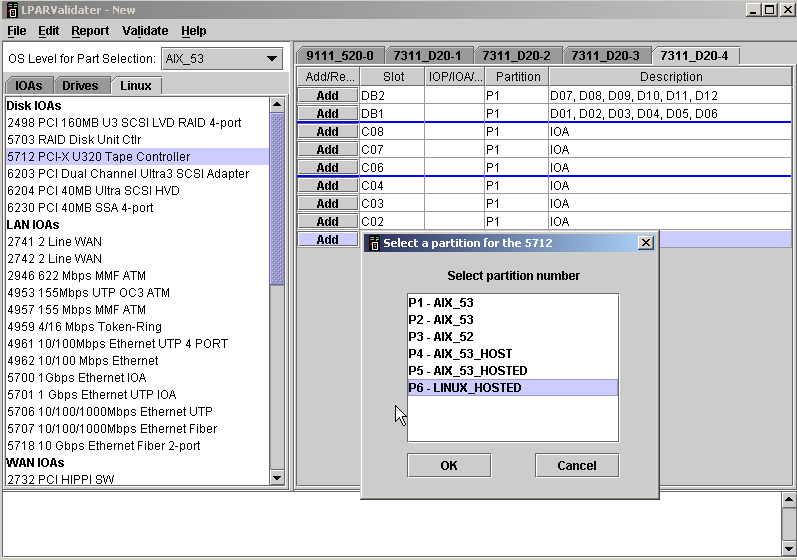 LPARValidater - New
File Edit Report Validate Help
OS Level for Part Selection: AIX_53
IOAs Drives Linux
Disk IOAs
2498 PCI 160MB U3 SCSI LVD RAID 4-port
5703 RAID Disk Unit Ctlr
5712 PCI-X U320 Tape Controller
6203 PCI Dual Channel Ultra3 SCSI Adapter
6204 PCI 40MB Ultra SCSI HVD
6230 PCI 40MB SSA 4-port
LAN IOAs
2741 2 Line WAN
2742 2 Line WAN
2946 622 Mbps MMF ATM
4953 155Mbps UTP OC3 ATM
4957 155 Mbps MMF ATM
4959 4/16 Mbps Token-Ring
4961 10/100Mbps Ethernet UTP 4 PORT
4962 10/100 Mbps Ethernet
5700 1Gbps Ethernet IOA
5701 1 Gbps Ethernet UTP IOA
5706 10/100/1000Mbps Ethernet UTP
5707 10/100/1000Mbps Ethernet Fiber
5718 10 Gbps Ethernet Fiber 2-port
WAN IOAs
2732 PCI HIPPI SW
9111_520-0 7311_D20-1 7311_D20-2 7311_D20-3 7311_D20-4
Add/Re... Slot IOP/IOA/... Partition Description
Add DB2 P1 D07, D08, D09, D10, D11, D12
Add DB1 P1 D01, D02, D03, D04, D05, D06
Add C08 P1 IOA
Add C07 P1 IOA
Add C06 P1 IOA
Add C04 P1 IOA
Add C03 P1 IOA
Add C02 P1 IOA
Add
Select a partition for the 5712
Select partition number
P1 - AIX_53
P2 - AIX_53
P3 - AIX_52
P4 - AIX_53_HOST
P5 - AIX_53_HOSTED
P6 - LINUX_HOSTED
OK Cancel